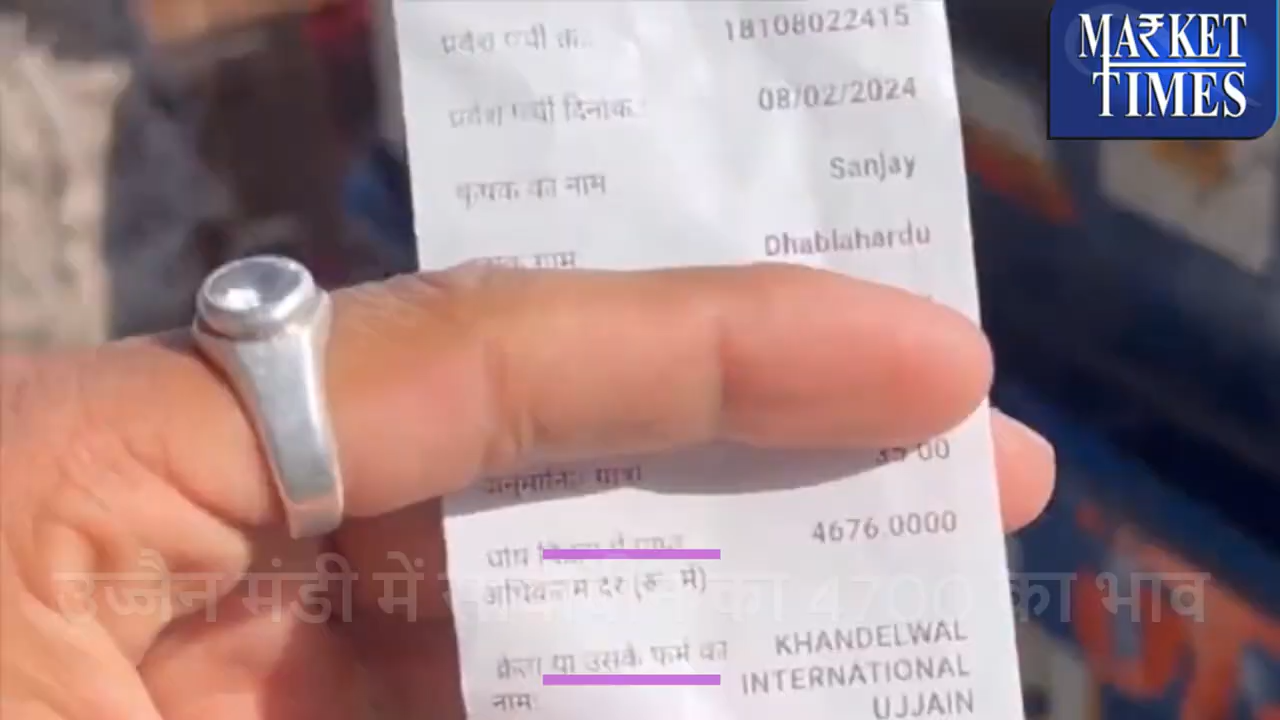 MARKET
TIMES
प्रवेश पर्ची क्र.: 18108022415
प्रवेश पर्ची दिनांक : 08/02/2024
कृषक का नाम Sanjay
ग्राम Dhablahardu
अनुमानित मात्रा 35.00
घोष विक्रय में प्राप्त 4676.0000
अधिकतम दर (रू. में)
उज्जैन मंडी में सोयाबीन का 4700 का भाव
क्रेता या उसके फर्म का KHANDELWAL
नाम: INTERNATIONAL
UJJAIN